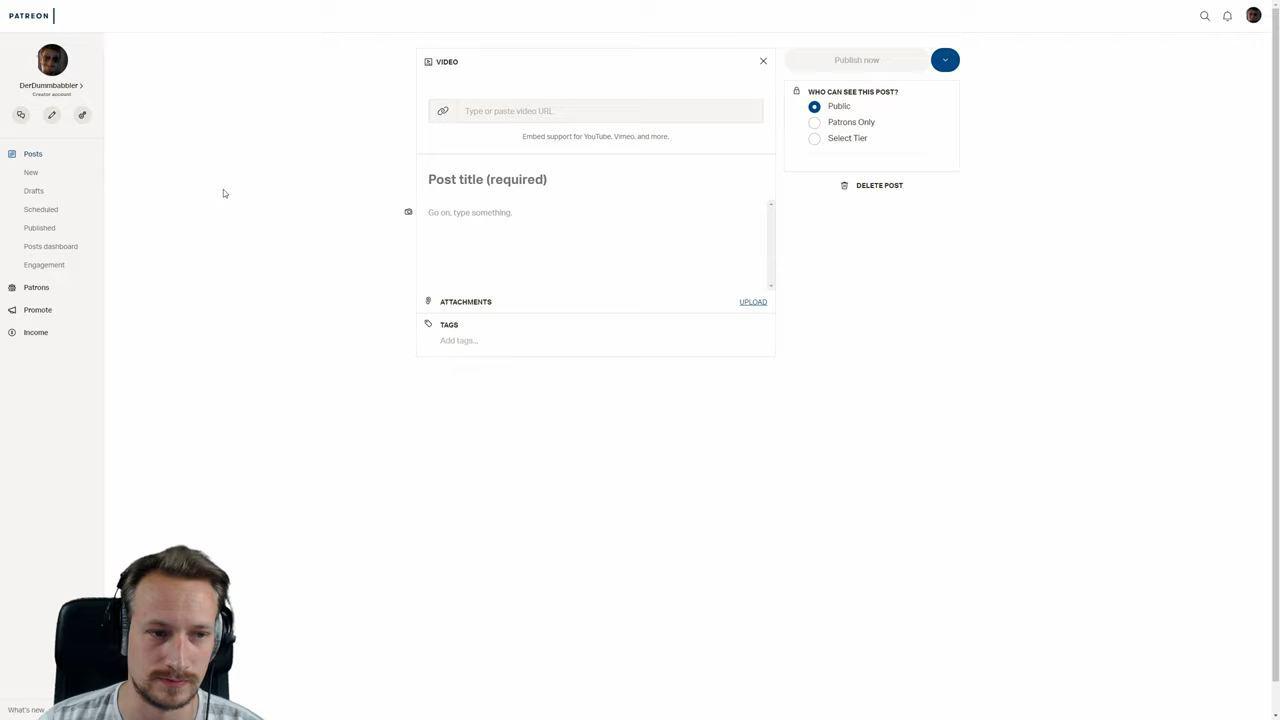 PATREON
DerDummbabbler
Creator account
Posts
New
Drafts
Scheduled
Published
Posts dashboard
Engagement
Patrons
Promote
Income
What's new
VIDEO
Type or paste video URL
Embed support for YouTube, Vimeo, and more.
Post title (required)
Go on, type something.
ATTACHMENTS
UPLOAD
TAGS
Add tags...
Publish now
WHO CAN SEE THIS POST?
Public
Patrons Only
Select Tier
DELETE POST